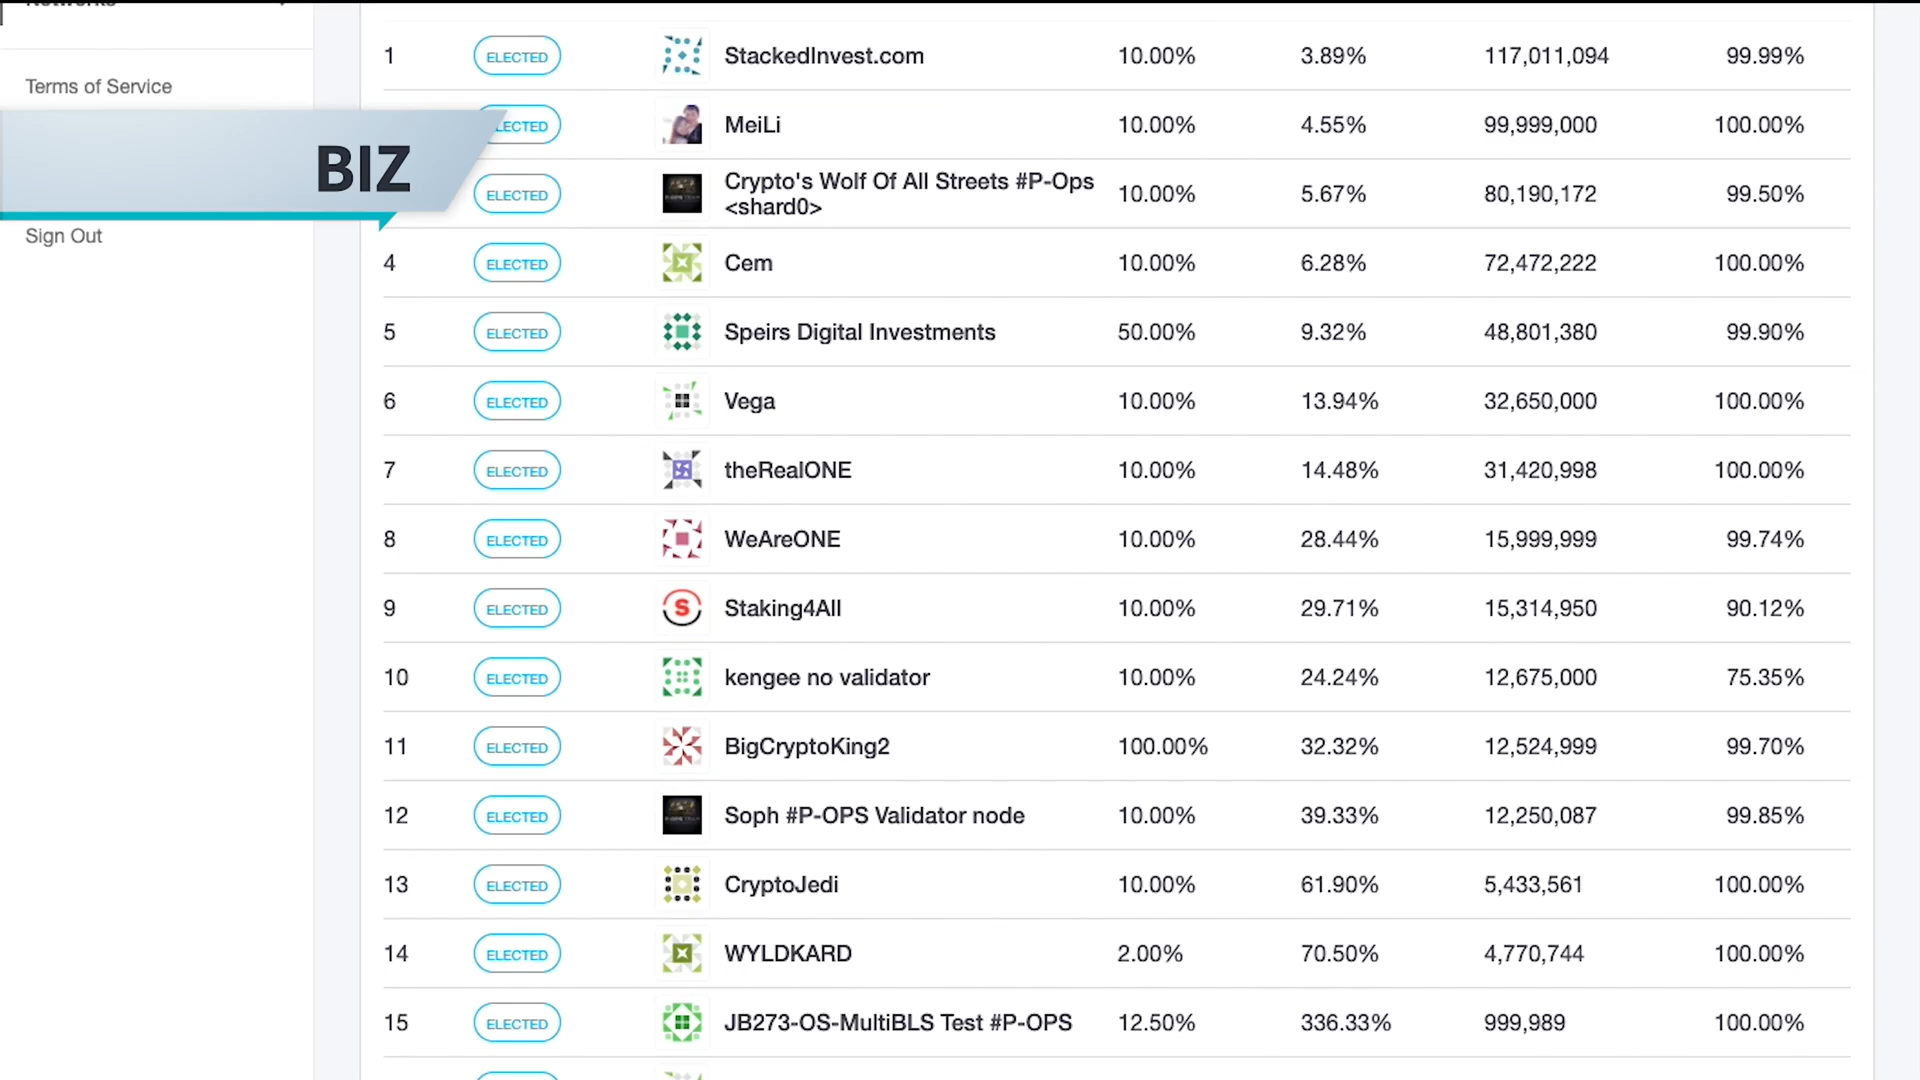 1 ELECTED StackedInvest.com 10.00% 3.89% 117,011,094 99.99%
Terms of Service
LECTED MeiLi 10.00% 4.55% 99,999,000 100.00%
BIZ
ELECTED Crypto's Wolf Of All Streets #P-Ops
<shard0> 10.00% 5.67% 80,190,172 99.50%
Sign Out
4 ELECTED Cem 10.00% 6.28% 72,472,222 100.00%
5 ELECTED Speirs Digital Investments 50.00% 9.32% 48,801,380 99.90%
6 ELECTED Vega 10.00% 13.94% 32,650,000 100.00%
7 ELECTED theRealONE 10.00% 14.48% 31,420,998 100.00%
8 ELECTED WeAreONE 10.00% 28.44% 15,999,999 99.74%
9 ELECTED S Staking4All 10.00% 29.71% 15,314,950 90.12%
10 ELECTED kengee no validator 10.00% 24.24% 12,675,000 75.35%
11 ELECTED BigCryptoKing2 100.00% 32.32% 12,524,999 99.70%
12 ELECTED Soph #P-OPS Validator node 10.00% 39.33% 12,250,087 99.85%
13 ELECTED CryptoJedi 10.00% 61.90% 5,433,561 100.00%
14 ELECTED WYLDKARD 2.00% 70.50% 4,770,744 100.00%
15 ELECTED JB273-OS-MultiBLS Test #P-OPS 12.50% 336.33% 999,989 100.00%